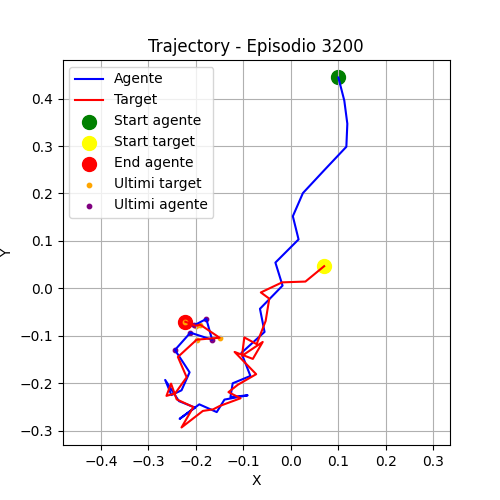 Trajectory - Episodio 3200
Agente
Target
Start agente
Start target
End agente
Ultimi target
Ultimi agente
0.4
0.3
0.2
0.1
0.0
−0.1
−0.2
−0.3
Y
−0.4 −0.3 −0.2 −0.1 0.0 0.1 0.2 0.3
X